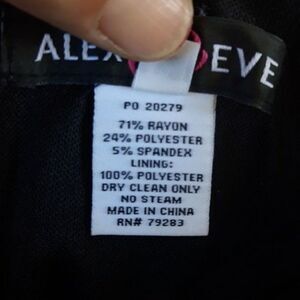 ALEX EVE
PO 20279
71% RAYON
24% POLYESTER
5% SPANDEX
LINING:
100% POLYESTER
DRY CLEAN ONLY
NO STEAM
MADE IN CHINA
RN# 79283